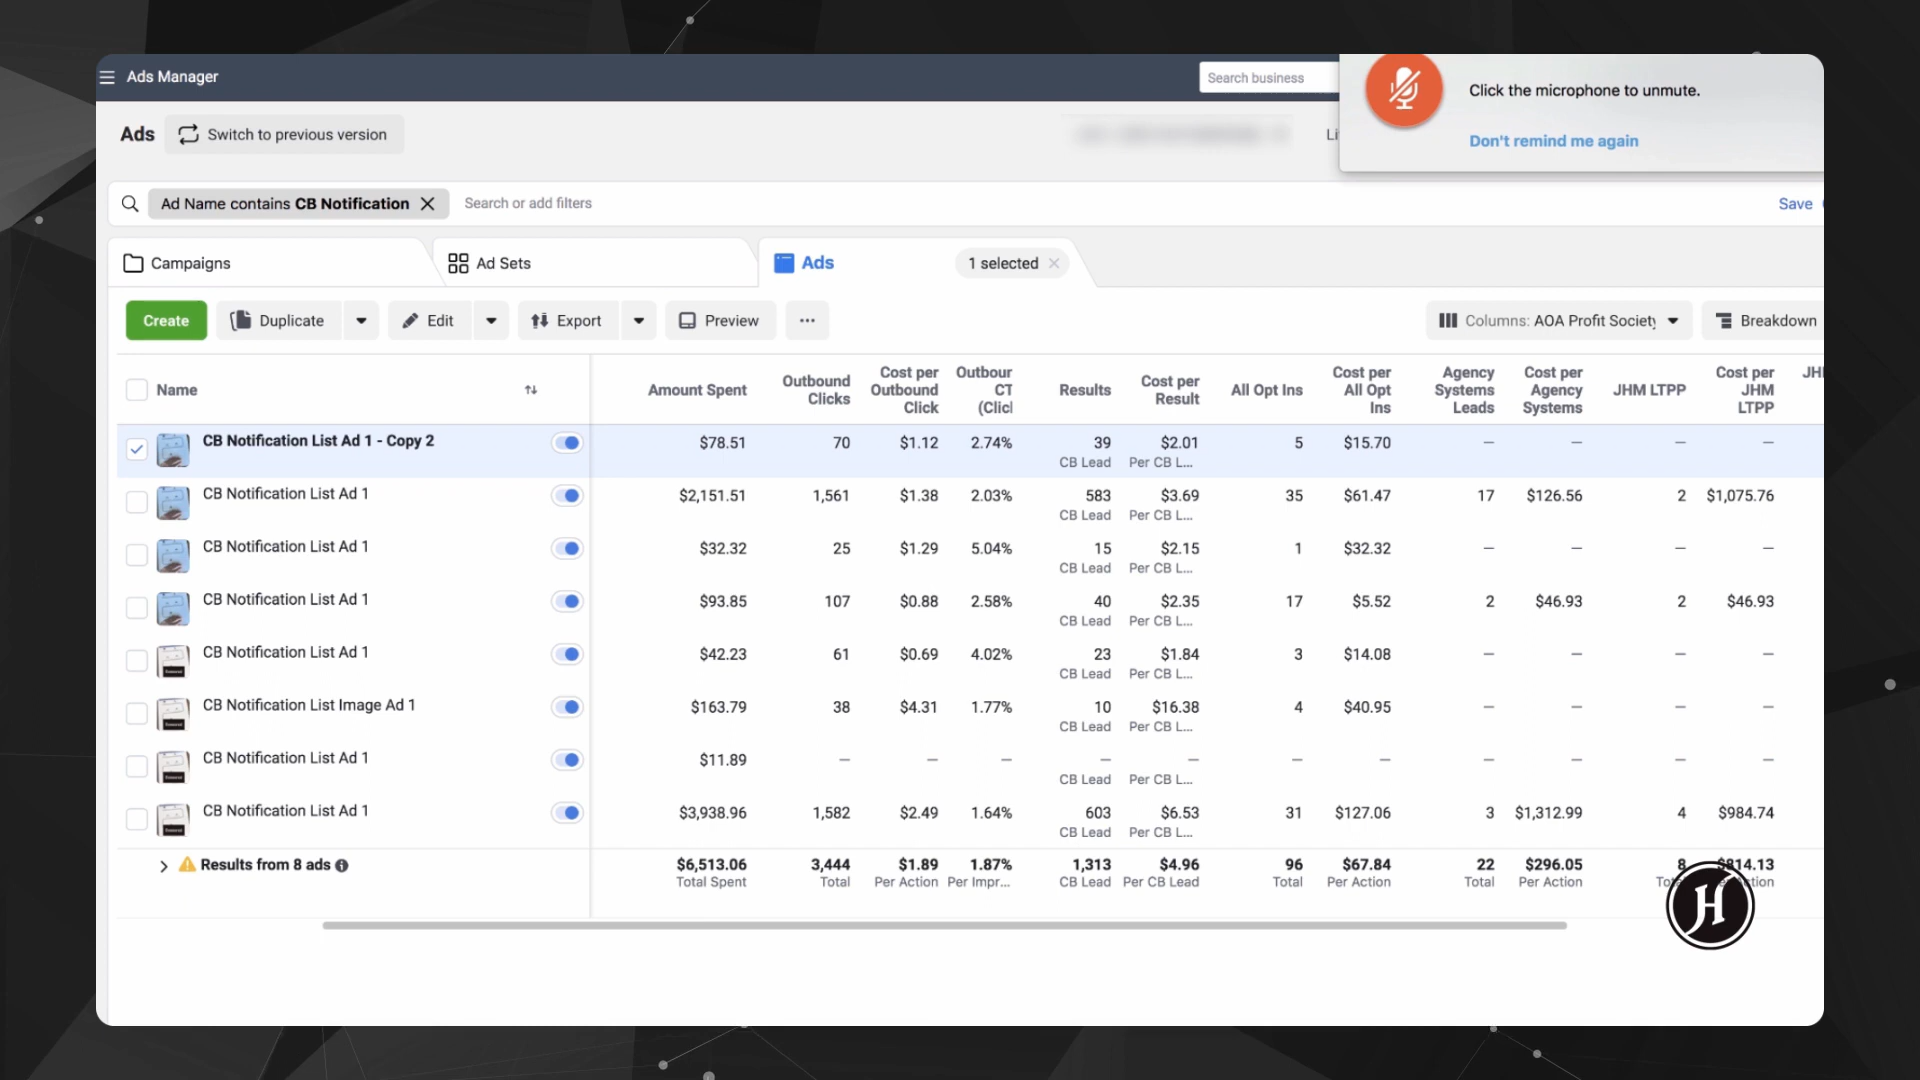 Ads Manager
Search business
Click the microphone to unmute.
Don't remind me again
Ads Switch to previous version
Ad Name contains CB Notification Search or add filters Save
Campaigns Ad Sets Ads 1 selected
Create Duplicate Edit Export Preview ... Columns: AOA Profit Society Breakdown
Name Amount Spent Outbound Clicks Cost per Outbound Click Outbour CT (Clicl Results Cost per Result All Opt Ins Cost per All Opt Ins Agency Systems Leads Cost per Agency Systems JHM LTPP Cost per JHM LTPP
CB Notification List Ad 1 - Copy 2 $78.51 70 $1.12 2.74% 39 $2.01 5 $15.70 — — — —
CB Lead Per CB L...
CB Notification List Ad 1 $2,151.51 1,561 $1.38 2.03% 583 $3.69 35 $61.47 17 $126.56 2 $1,075.76
CB Lead Per CB L...
CB Notification List Ad 1 $32.32 25 $1.29 5.04% 15 $2.15 1 $32.32 — — — —
CB Lead Per CB L...
CB Notification List Ad 1 $93.85 107 $0.88 2.58% 40 $2.35 17 $5.52 2 $46.93 2 $46.93
CB Lead Per CB L...
CB Notification List Ad 1 $42.23 61 $0.69 4.02% 23 $1.84 3 $14.08 — — — —
CB Lead Per CB L...
CB Notification List Image Ad 1 $163.79 38 $4.31 1.77% 10 $16.38 4 $40.95 — — — —
CB Lead Per CB L...
CB Notification List Ad 1 $11.89 — — — — — — — — — — —
CB Lead Per CB L...
CB Notification List Ad 1 $3,938.96 1,582 $2.49 1.64% 603 $6.53 31 $127.06 3 $1,312.99 4 $984.74
CB Lead Per CB L...
Results from 8 ads $6,513.06 3,444 $1.89 1.87% 1,313 $4.96 96 $67.84 22 $296.05 8 $814.13
Total Spent Total Per Action Per Impr... CB Lead Per CB Lead Total Per Action Total Per Action
H